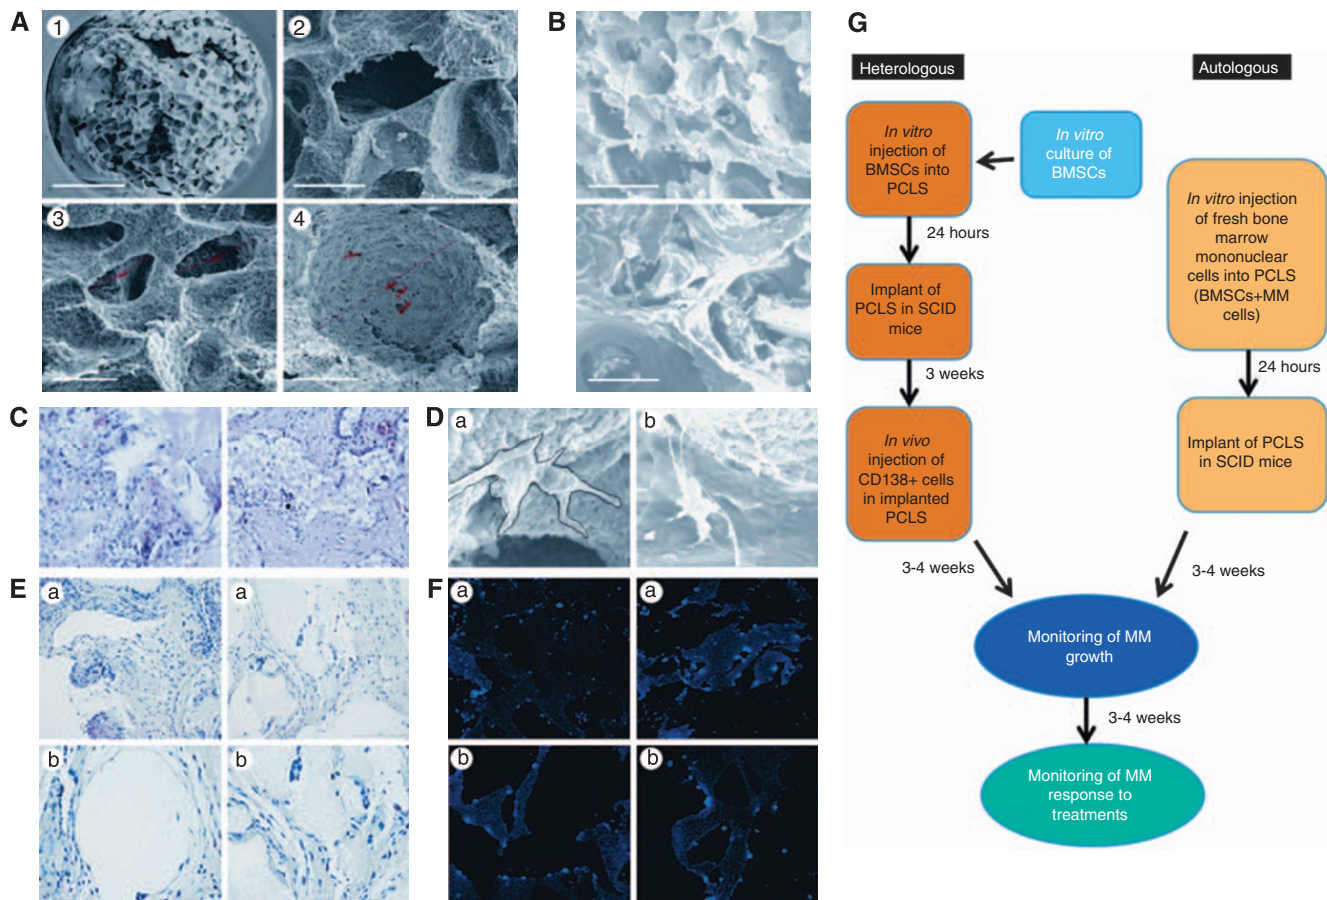 A
1
2
3
4
B
C
D
a
b
E
a
a
b
b
F
a
a
b
b
G
Heterologous
Autologous
In vitro
injection of
BMSCs into
PCLS
In vitro
culture of
BMSCs
24 hours
Implant of
PCLS in SCID
mice
3 weeks
In vivo
injection of
CD138+ cells
in implanted
PCLS
In vitro injection
of fresh bone
marrow
mononuclear
cells into PCLS
(BMSCs+MM
cells)
24 hours
Implant of PCLS
in SCID mice
3-4 weeks
3-4 weeks
Monitoring of MM
growth
3-4 weeks
Monitoring of MM
response to
treatments